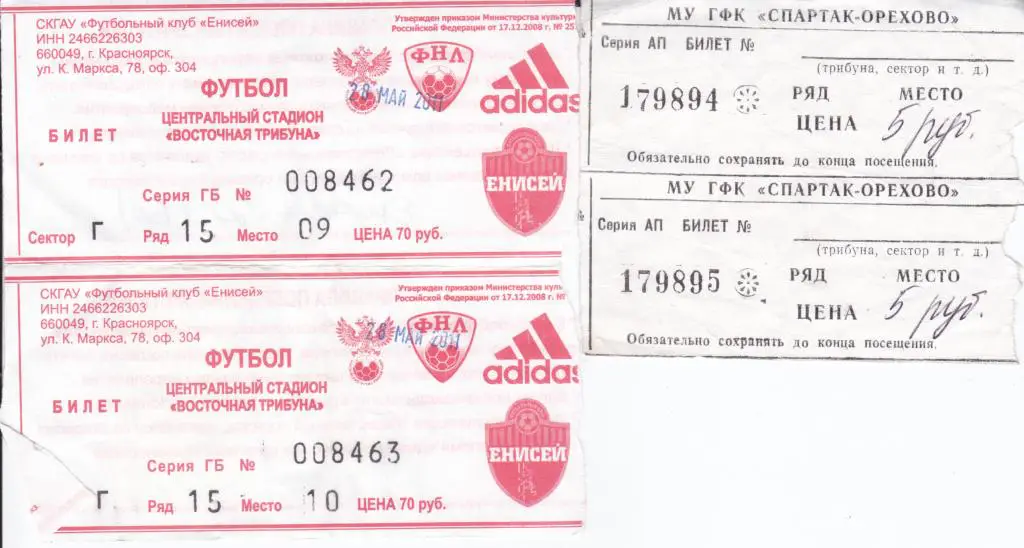 СКГАУ «Футбольный клуб «Енисей»
ИНН 2466226303
660049, г. Красноярск,
ул. К. Маркса, 78, оф. 304
Утвержден приказом Министерства культур
Российской Федерации от 17.12.2008 г. № 25
ФНЛ
28 МАЙ 2011
adidas
ФУТБОЛ
ЦЕНТРАЛЬНЫЙ СТАДИОН
БИЛЕТ «ВОСТОЧНАЯ ТРИБУНА»
ЕНИСЕЙ
Серия ГБ № 008462
Сектор Г Ряд 15 Место 09 ЦЕНА 70 руб.
СКГАУ «Футбольный клуб «Енисей»
ИНН 2466226303
660049, г. Красноярск,
ул. К. Маркса, 78, оф. 304
Утвержден приказом Министерства культ
Российской Федерации от 17.12.2008 г. №
ФНЛ
28 МАЙ 2011
adidas
ФУТБОЛ
ЦЕНТРАЛЬНЫЙ СТАДИОН
БИЛЕТ «ВОСТОЧНАЯ ТРИБУНА»
ЕНИСЕЙ
Серия ГБ № 008463
Г Ряд 15 Место 10 ЦЕНА 70 руб.
МУ ГФК «СПАРТАК-ОРЕХОВО»
Серия АП БИЛЕТ №
(трибуна, сектор и т. д.)
179894 РЯД МЕСТО
ЦЕНА 5 руб.
Обязательно сохранять до конца посещения.
МУ ГФК «СПАРТАК-ОРЕХОВО»
Серия АП БИЛЕТ №
(трибуна, сектор и т. д.)
179895 РЯД МЕСТО
ЦЕНА 5 руб.
Обязательно сохранять до конца посещения.